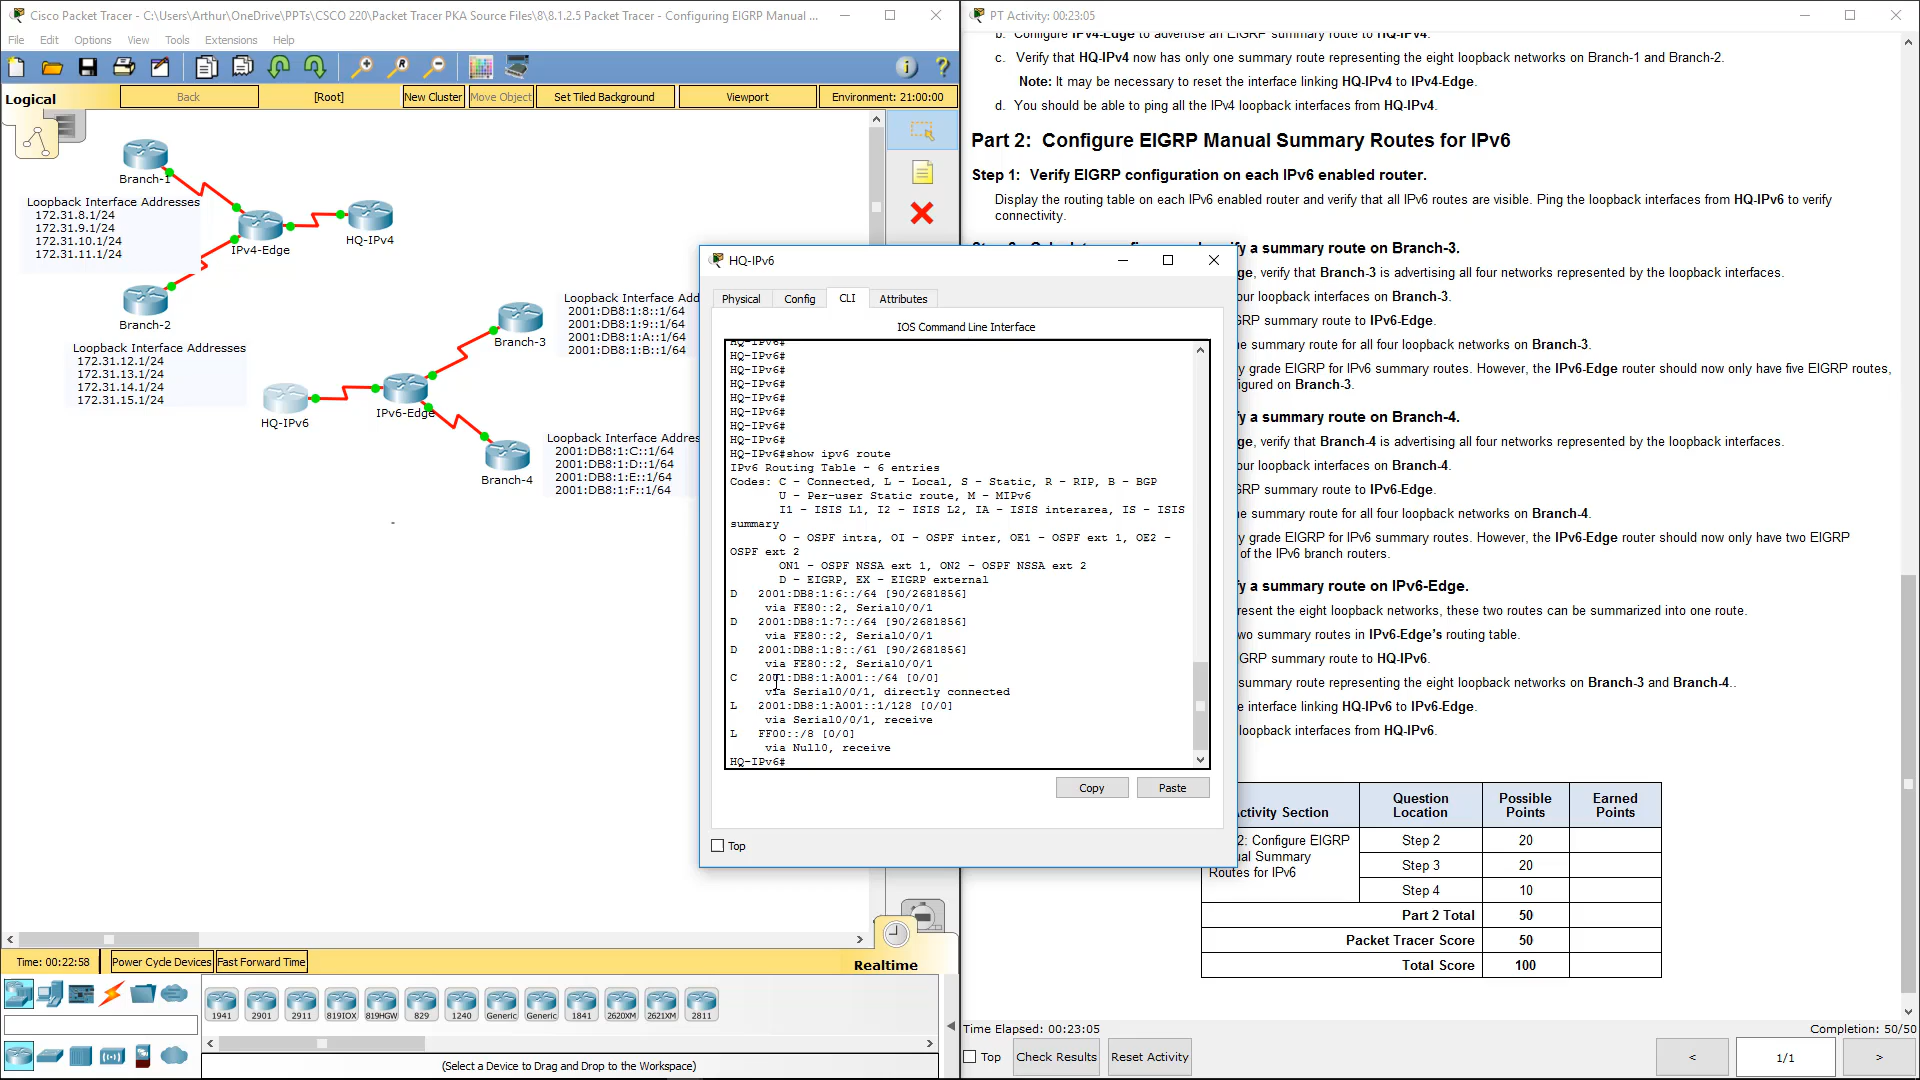 Cisco Packet Tracer - C:\Users\Arthur\OneDrive\PPTs\CSCO 220\Packet Tracer PKA Source Files\8\8.1.2.5 Packet Tracer - Configuring EIGRP Manual ...
File Edit Options View Tools Extensions Help
Logical
Back
[Root]
New Cluster
Move Object
Set Tiled Background
Viewport
Environment: 21:00:00
Branch-1
Loopback Interface Addresses
172.31.8.1/24
172.31.9.1/24
172.31.10.1/24
172.31.11.1/24
IPv4-Edge
HQ-IPv4
Branch-2
Loopback Interface Addresses
172.31.12.1/24
172.31.13.1/24
172.31.14.1/24
172.31.15.1/24
Loopback Interface Add
2001:DB8:1:8::1/64
2001:DB8:1:9::1/64
2001:DB8:1:A::1/64
2001:DB8:1:B::1/64
Branch-3
HQ-IPv6
IPv6-Edge
Branch-4
Loopback Interface Addres
2001:DB8:1:C::1/64
2001:DB8:1:D::1/64
2001:DB8:1:E::1/64
2001:DB8:1:F::1/64
HQ-IPv6
Physical Config CLI Attributes
IOS Command Line Interface
HQ-IPv6#
HQ-IPv6#
HQ-IPv6#
HQ-IPv6#
HQ-IPv6#
HQ-IPv6#
HQ-IPv6#
HQ-IPv6#
HQ-IPv6#show ipv6 route
IPv6 Routing Table - 6 entries
Codes: C - Connected, L - Local, S - Static, R - RIP, B - BGP
U - Per-user Static route, M - MIPv6
I1 - ISIS L1, I2 - ISIS L2, IA - ISIS interarea, IS - ISIS
summary
O - OSPF intra, OI - OSPF inter, OE1 - OSPF ext 1, OE2 -
OSPF ext 2
ON1 - OSPF NSSA ext 1, ON2 - OSPF NSSA ext 2
D - EIGRP, EX - EIGRP external
D 2001:DB8:1:6::/64 [90/2681856]
via FE80::2, Serial0/0/1
D 2001:DB8:1:7::/64 [90/2681856]
via FE80::2, Serial0/0/1
D 2001:DB8:1:8::/61 [90/2681856]
via FE80::2, Serial0/0/1
C 2001:DB8:1:A001::/64 [0/0]
via Serial0/0/1, directly connected
L 2001:DB8:1:A001::1/128 [0/0]
via Serial0/0/1, receive
L FF00::/8 [0/0]
via Null0, receive
HQ-IPv6#
Copy
Paste
Top
Time: 00:22:58
Power Cycle Devices
Fast Forward Time
Realtime
1941 2901 2911 819IOX 819HGW 829 1240 Generic Generic 1841 2620XM 2621XM 2811
(Select a Device to Drag and Drop to the Workspace)
PT Activity: 00:23:05
b. Configure IPv4-Edge to advertise an EIGRP summary route to HQ-IPv4.
c. Verify that HQ-IPv4 now has only one summary route representing the eight loopback networks on Branch-1 and Branch-2.
Note: It may be necessary to reset the interface linking HQ-IPv4 to IPv4-Edge.
d. You should be able to ping all the IPv4 loopback interfaces from HQ-IPv4.
Part 2: Configure EIGRP Manual Summary Routes for IPv6
Step 1: Verify EIGRP configuration on each IPv6 enabled router.
Display the routing table on each IPv6 enabled router and verify that all IPv6 routes are visible. Ping the loopback interfaces from HQ-IPv6 to verify
connectivity.
fy a summary route on Branch-3.
ge, verify that Branch-3 is advertising all four networks represented by the loopback interfaces.
our loopback interfaces on Branch-3.
GRP summary route to IPv6-Edge.
ne summary route for all four loopback networks on Branch-3.
y grade EIGRP for IPv6 summary routes. However, the IPv6-Edge router should now only have five EIGRP routes,
igured on Branch-3.
fy a summary route on Branch-4.
ge, verify that Branch-4 is advertising all four networks represented by the loopback interfaces.
our loopback interfaces on Branch-4.
GRP summary route to IPv6-Edge.
ne summary route for all four loopback networks on Branch-4.
y grade EIGRP for IPv6 summary routes. However, the IPv6-Edge router should now only have two EIGRP
of the IPv6 branch routers.
fy a summary route on IPv6-Edge.
resent the eight loopback networks, these two routes can be summarized into one route.
wo summary routes in IPv6-Edge's routing table.
GRP summary route to HQ-IPv6.
summary route representing the eight loopback networks on Branch-3 and Branch-4..
e interface linking HQ-IPv6 to IPv6-Edge.
loopback interfaces from HQ-IPv6.
ctivity Section
Question Location
Possible Points
Earned Points
2: Configure EIGRP
ual Summary
Routes for IPv6
Step 2 20
Step 3 20
Step 4 10
Part 2 Total 50
Packet Tracer Score 50
Total Score 100
Time Elapsed: 00:23:05
Completion: 50/50
Top
Check Results
Reset Activity
<
1/1
>